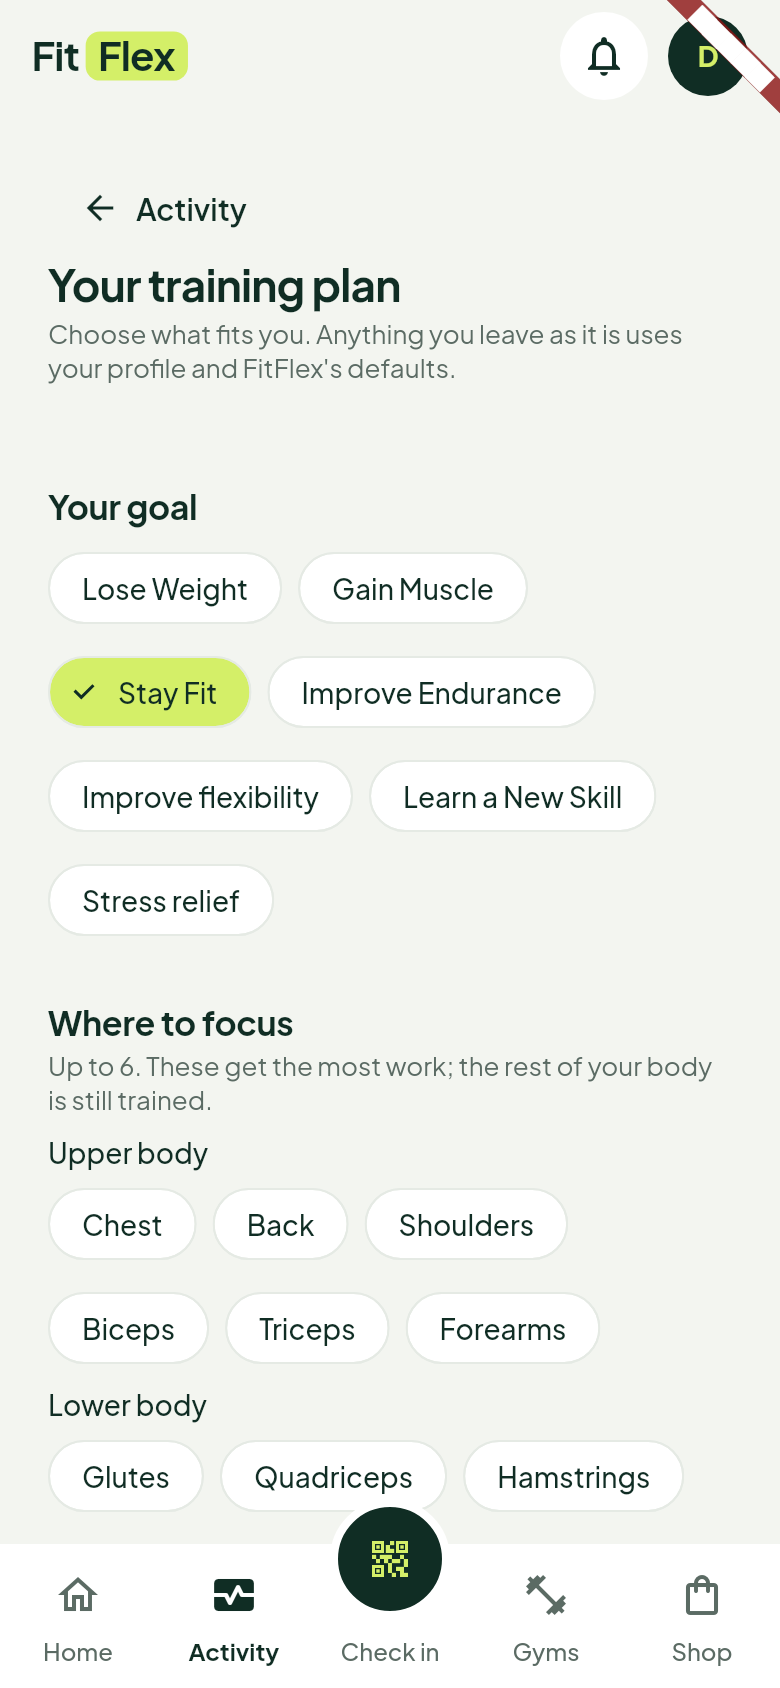 Fit Flex
D
Activity
Your training plan
Choose what fits you. Anything you leave as it is uses
your profile and FitFlex's defaults.
Your goal
Lose Weight
Gain Muscle
Stay Fit
Improve Endurance
Improve flexibility
Learn a New Skill
Stress relief
Where to focus
Up to 6. These get the most work; the rest of your body
is still trained.
Upper body
Chest
Back
Shoulders
Biceps
Triceps
Forearms
Lower body
Glutes
Quadriceps
Hamstrings
Home
Activity
Check in
Gyms
Shop